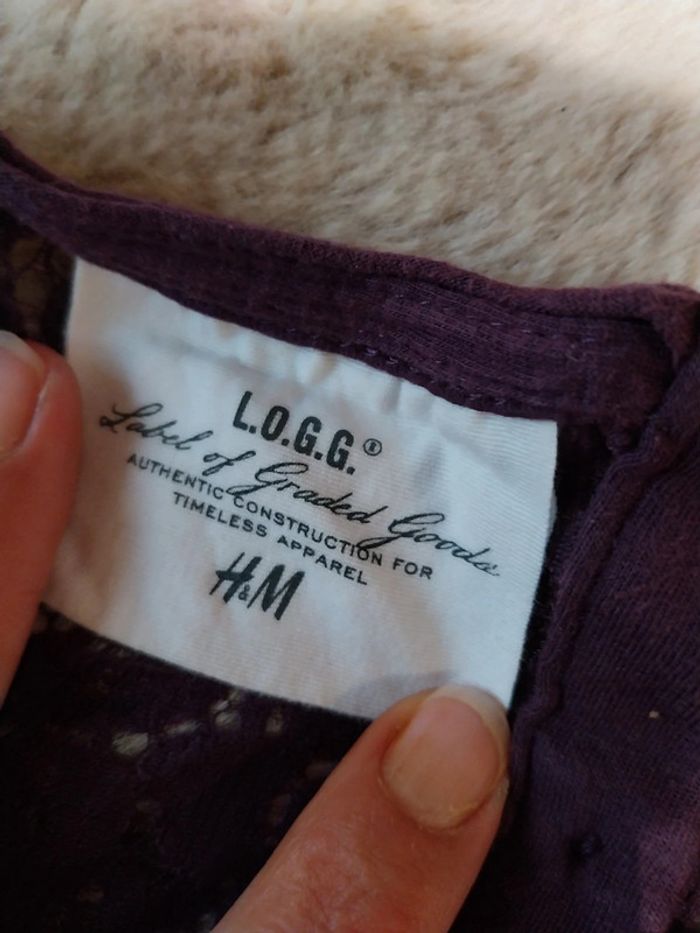 L.O.G.G.®
Label of Graded Goods
AUTHENTIC CONSTRUCTION FOR
TIMELESS APPAREL
H&M